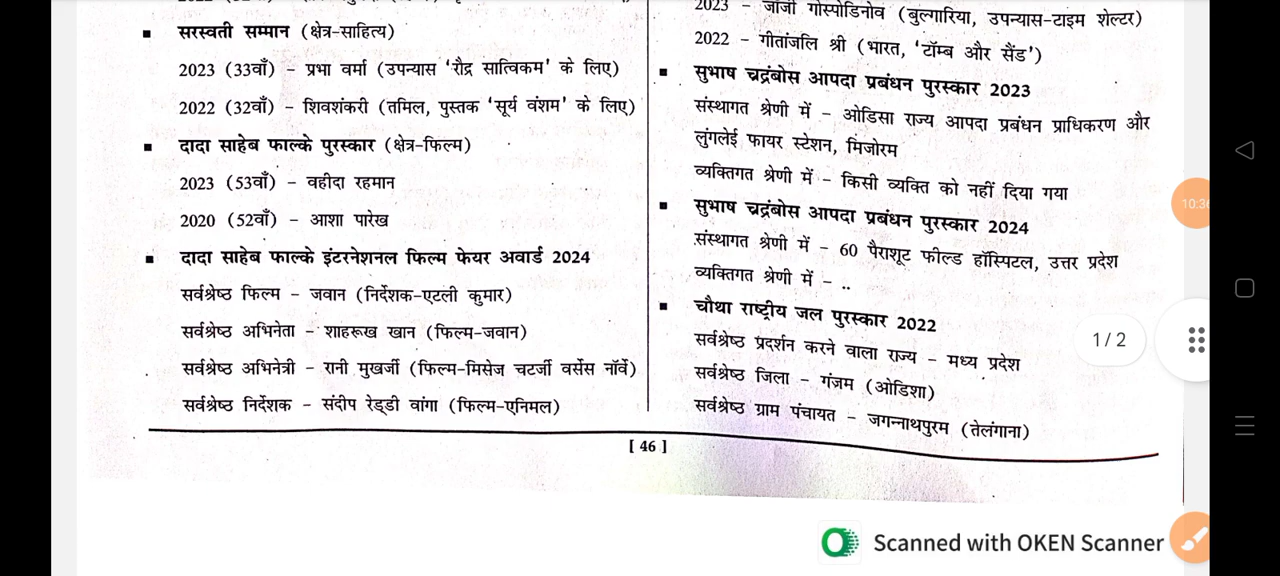 ■ सरस्वती सम्मान (क्षेत्र-साहित्य)
2023 (33वाँ) – प्रभा वर्मा (उपन्यास 'रौद्र सात्विकम' के लिए)
2022 (32वाँ) – शिवशंकरी (तमिल, पुस्तक 'सूर्य वंशम' के लिए)
■ दादा साहेब फाल्के पुरस्कार (क्षेत्र-फिल्म)
2023 (53वाँ) – वहीदा रहमान
2020 (52वाँ) – आशा पारेख
■ दादा साहेब फाल्के इंटरनेशनल फिल्म फेयर अवार्ड 2024
सर्वश्रेष्ठ फिल्म – जवान (निर्देशक-एटली कुमार)
सर्वश्रेष्ठ अभिनेता – शाहरूख खान (फिल्म-जवान)
सर्वश्रेष्ठ अभिनेत्री – रानी मुखर्जी (फिल्म-मिसेज चटर्जी वर्सेस नॉर्वे)
सर्वश्रेष्ठ निर्देशक – संदीप रेड्डी वांगा (फिल्म-एनिमल)
2023 – जॉर्जी गोस्पोडिनोव (बुल्गारिया, उपन्यास-टाइम शेल्टर)
2022 – गीतांजलि श्री (भारत, 'टॉम्ब और सैंड')
■ सुभाष चद्रंबोस आपदा प्रबंधन पुरस्कार 2023
संस्थागत श्रेणी में – ओडिसा राज्य आपदा प्रबंधन प्राधिकरण और
लुंगलेई फायर स्टेशन, मिजोरम
व्यक्तिगत श्रेणी में – किसी व्यक्ति को नहीं दिया गया
■ सुभाष चद्रंबोस आपदा प्रबंधन पुरस्कार 2024
संस्थागत श्रेणी में – 60 पैराशूट फील्ड हॉस्पिटल, उत्तर प्रदेश
व्यक्तिगत श्रेणी में – ..
■ चौथा राष्ट्रीय जल पुरस्कार 2022
सर्वश्रेष्ठ प्रदर्शन करने वाला राज्य – मध्य प्रदेश
सर्वश्रेष्ठ जिला – गंजम (ओडिशा)
सर्वश्रेष्ठ ग्राम पंचायत – जगन्नाथपुरम (तेलंगाना)
[ 46 ]
1 / 2
Scanned with OKEN Scanner